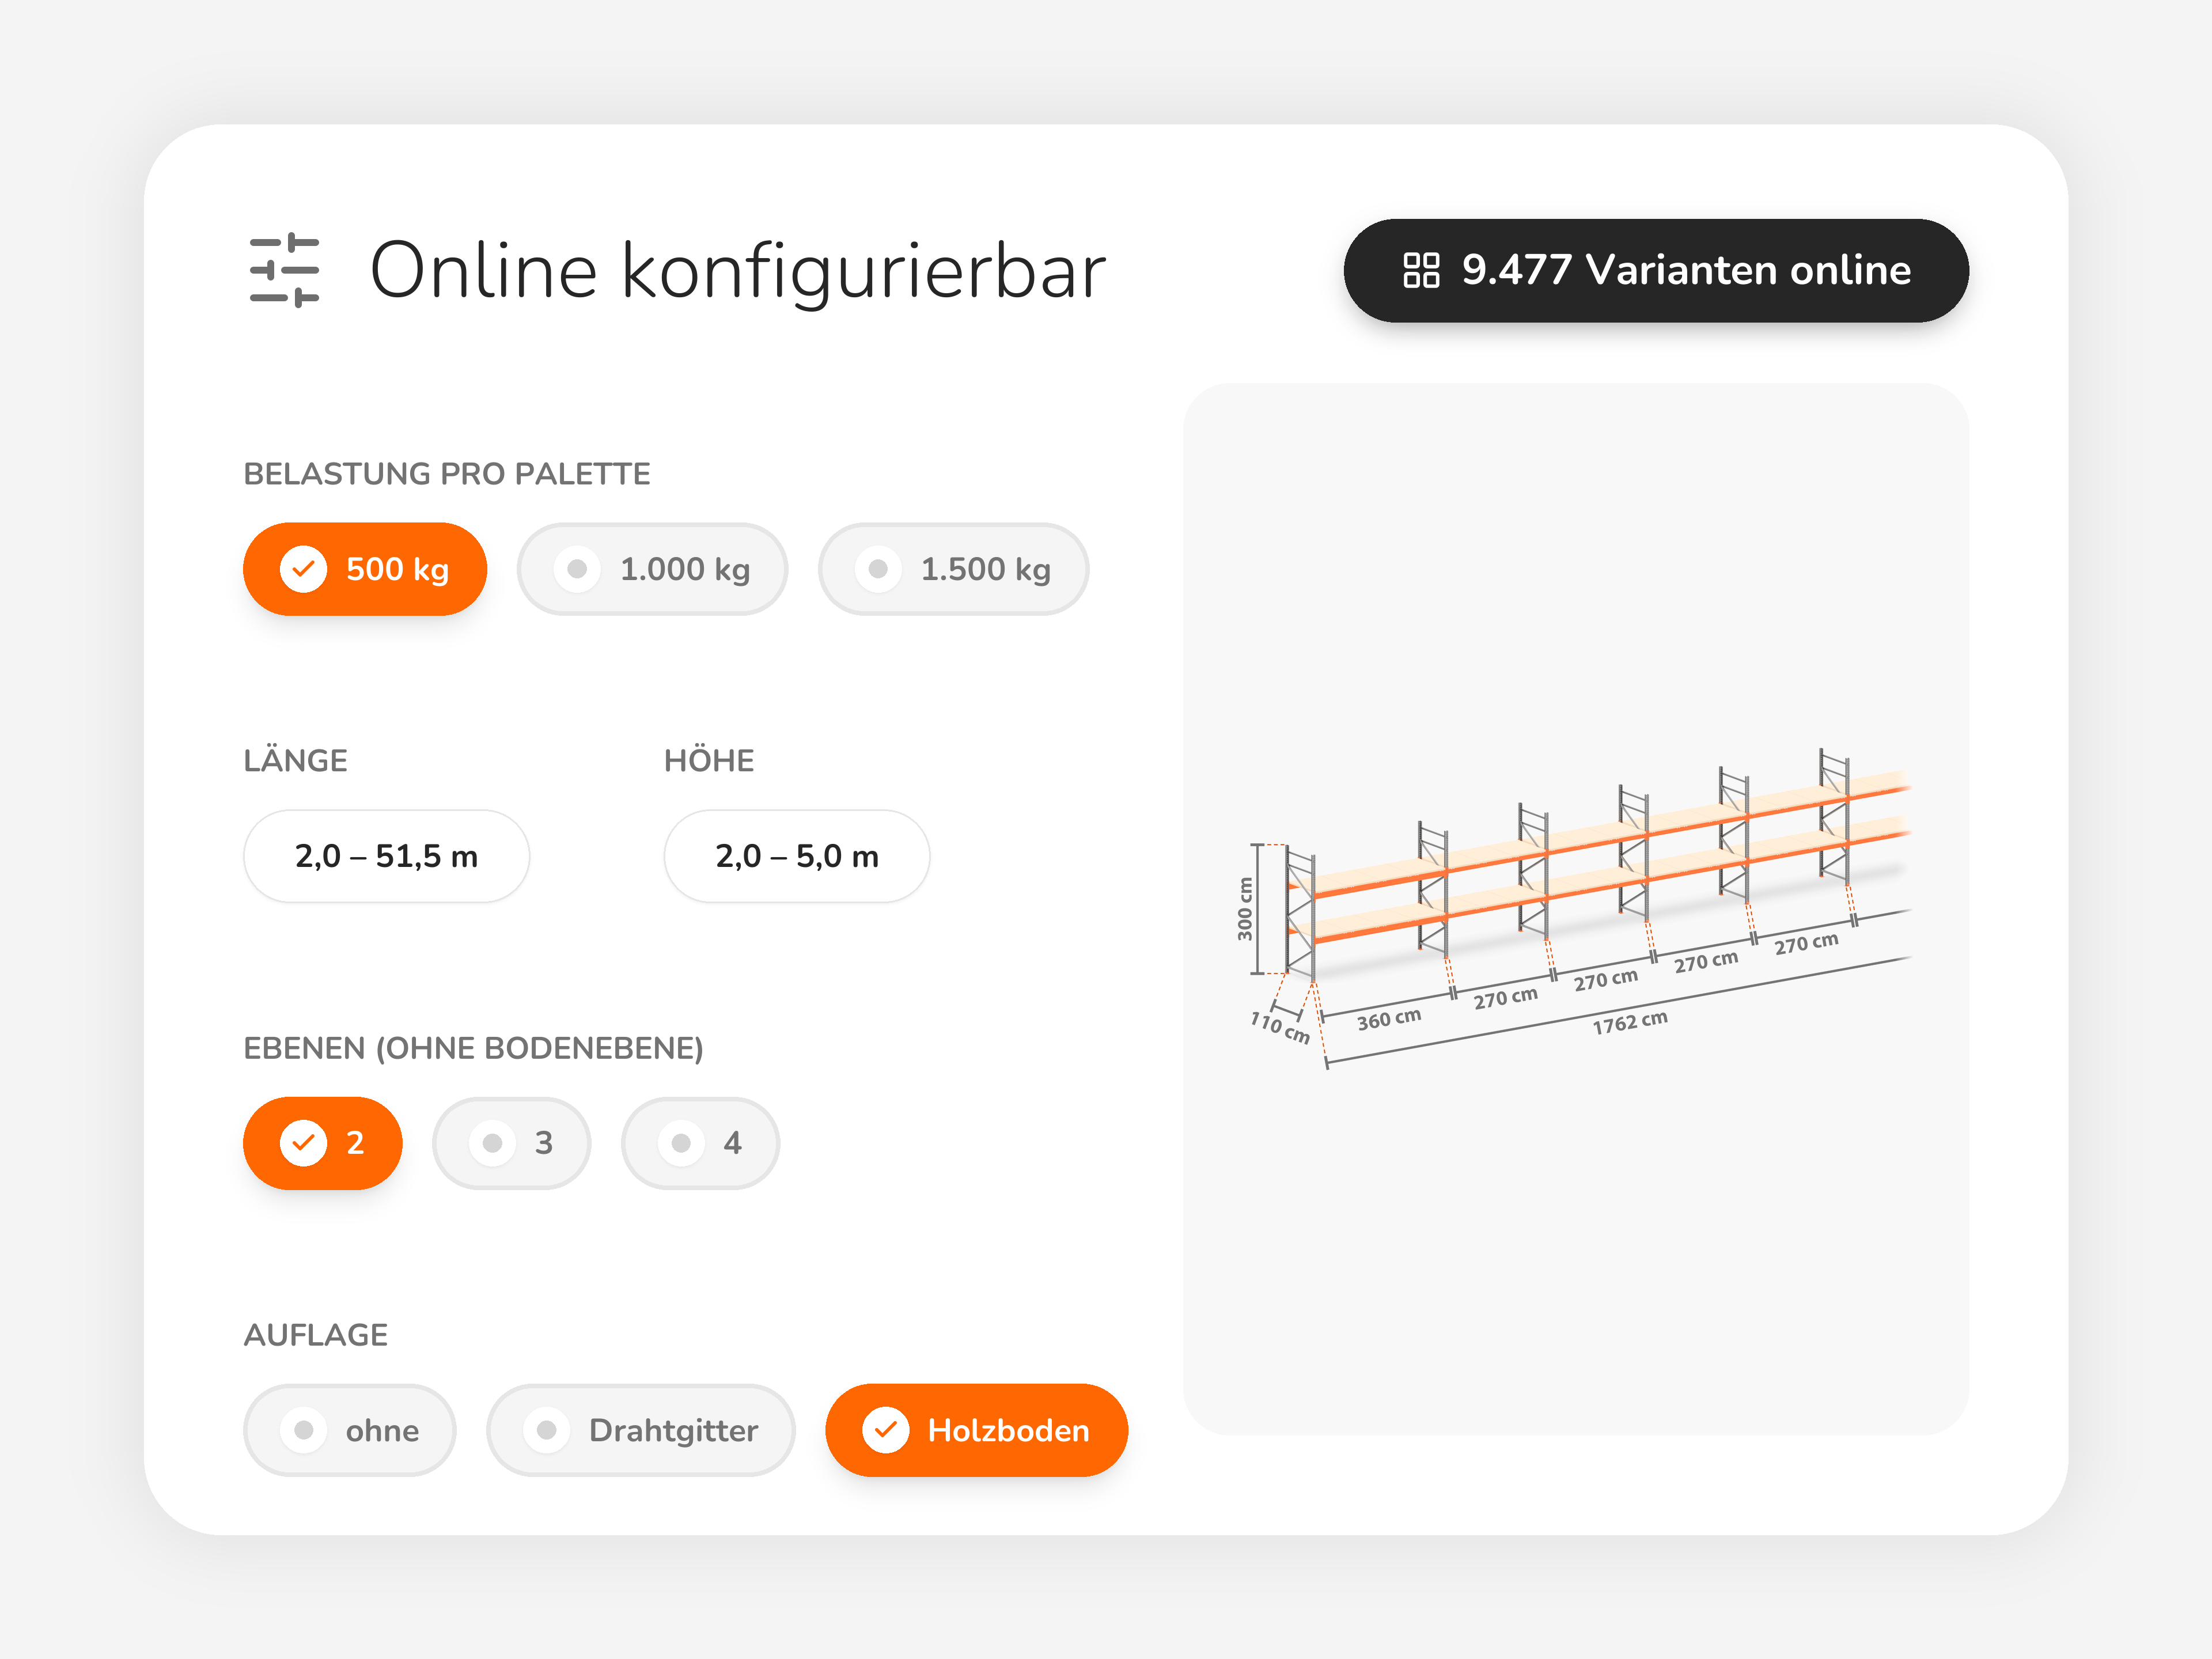 Online konfigurierbar
9.477 Varianten online
BELASTUNG PRO PALETTE
500 kg
1.000 kg
1.500 kg
LÄNGE
HÖHE
2,0 – 51,5 m
2,0 – 5,0 m
EBENEN (OHNE BODENEBENE)
2
3
4
AUFLAGE
ohne
Drahtgitter
Holzboden
300 cm
110 cm
360 cm
270 cm
270 cm
270 cm
270 cm
1762 cm